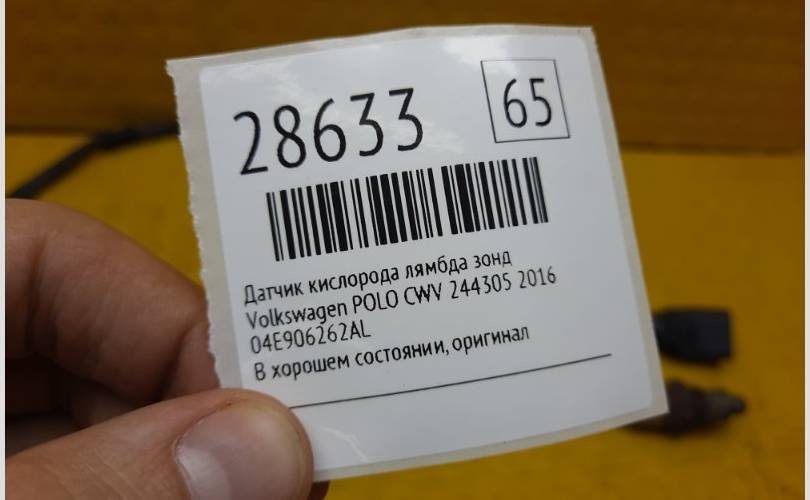 28633
65
Датчик кислорода лямбда зонд
Volkswagen POLO CWV 244305 2016
04E906262AL
В хорошем состоянии, оригинал